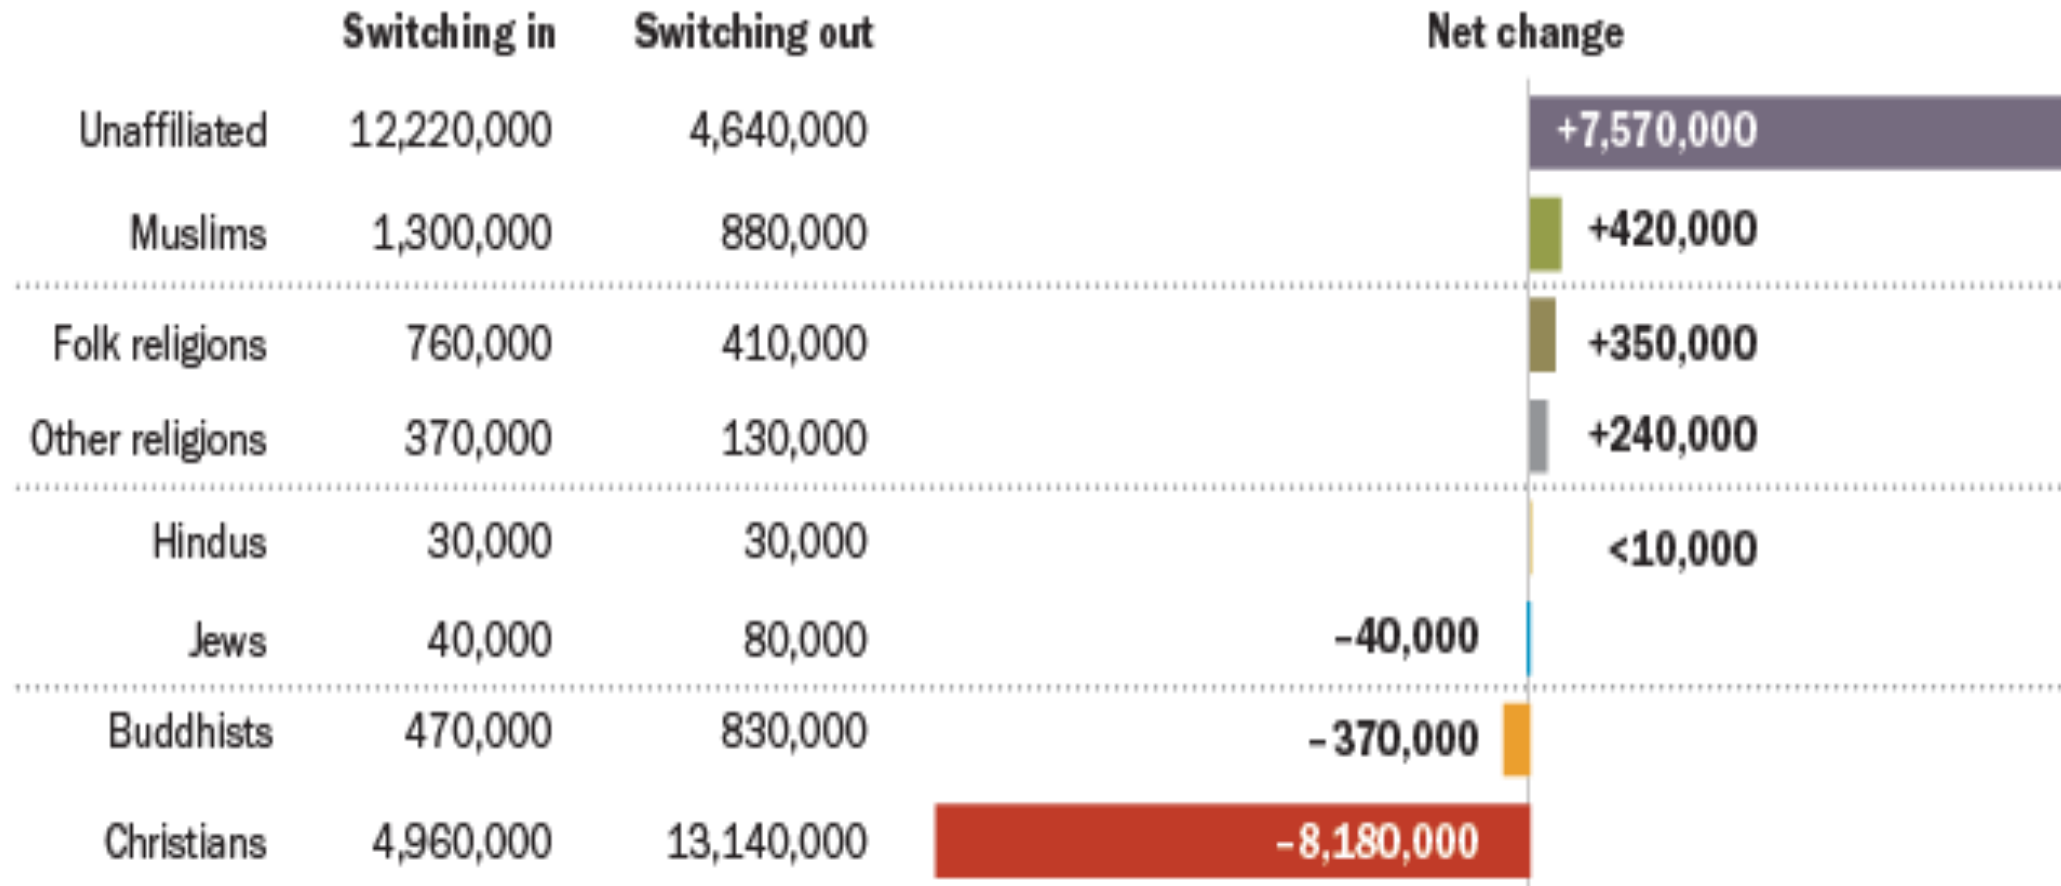 Switching in Switching out Net change
Unaffiliated 12,220,000 4,640,000 +7,570,000
Muslims 1,300,000 880,000 +420,000
Folk religions 760,000 410,000 +350,000
Other religions 370,000 130,000 +240,000
Hindus 30,000 30,000 <10,000
Jews 40,000 80,000 –40,000
Buddhists 470,000 830,000 –370,000
Christians 4,960,000 13,140,000 –8,180,000